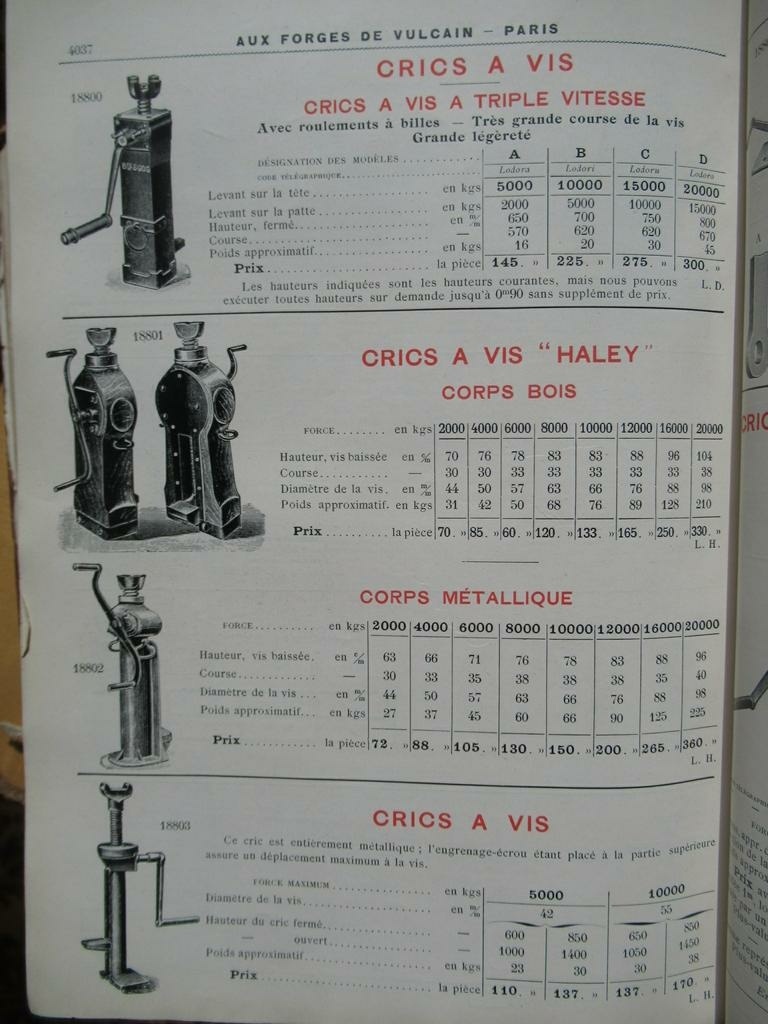 4037
AUX FORGES DE VULCAIN — PARIS
CRICS A VIS
18800
CRICS A VIS A TRIPLE VITESSE
Avec roulements à billes — Très grande course de la vis
Grande légèreté
DÉSIGNATION DES MODÈLES A B C D
CODE TÉLÉGRAPHIQUE Lodora Lodori Lodoru Lodoro
Levant sur la tête en kgs 5000 10000 15000 20000
Levant sur la patte en kgs 2000 5000 10000 15000
Hauteur, fermé en m/m 650 700 750 800
Course — 570 620 620 670
Poids approximatif en kgs 16 20 30 45
Prix la pièce 145. » 225. » 275. » 300. »
Les hauteurs indiquées sont les hauteurs courantes, mais nous pouvons L. D.
exécuter toutes hauteurs sur demande jusqu'à 0m90 sans supplément de prix.
18801
CRICS A VIS "HALEY"
CORPS BOIS
FORCE en kgs 2000 4000 6000 8000 10000 12000 16000 20000
Hauteur, vis baissée en c/m 70 76 78 83 83 88 96 104
Course — 30 30 33 33 33 33 33 38
Diamètre de la vis. en m/m 44 50 57 63 66 76 88 98
Poids approximatif. en kgs 31 42 50 68 76 89 128 210
Prix la pièce 70. » 85. » 60. » 120. » 133. » 165. » 250. » 330. »
L. H.
CORPS MÉTALLIQUE
FORCE en kgs 2000 4000 6000 8000 10000 12000 16000 20000
Hauteur, vis baissée. en c/m 63 66 71 76 78 83 88 96
18802
Course — 30 33 35 38 38 38 35 40
Diamètre de la vis en m/m 44 50 57 63 66 76 88 98
Poids approximatif en kgs 27 37 45 60 66 90 125 225
Prix la pièce 72. » 88. » 105. » 130. » 150. » 200. » 265. » 360. »
L. H.
18803
CRICS A VIS
Ce cric est entièrement métallique ; l'engrenage-écrou étant placé à la partie supérieure
assure un déplacement maximum à la vis.
FORCE MAXIMUM en kgs 5000 10000
Diamètre de la vis en m/m 42 55
Hauteur du cric fermé — 600 850 650 850
— ouvert — 1000 1400 1050 1450
Poids approximatif en kgs 23 30 30 38
Prix la pièce 110. » 137. » 137. » 170. »
L. H.